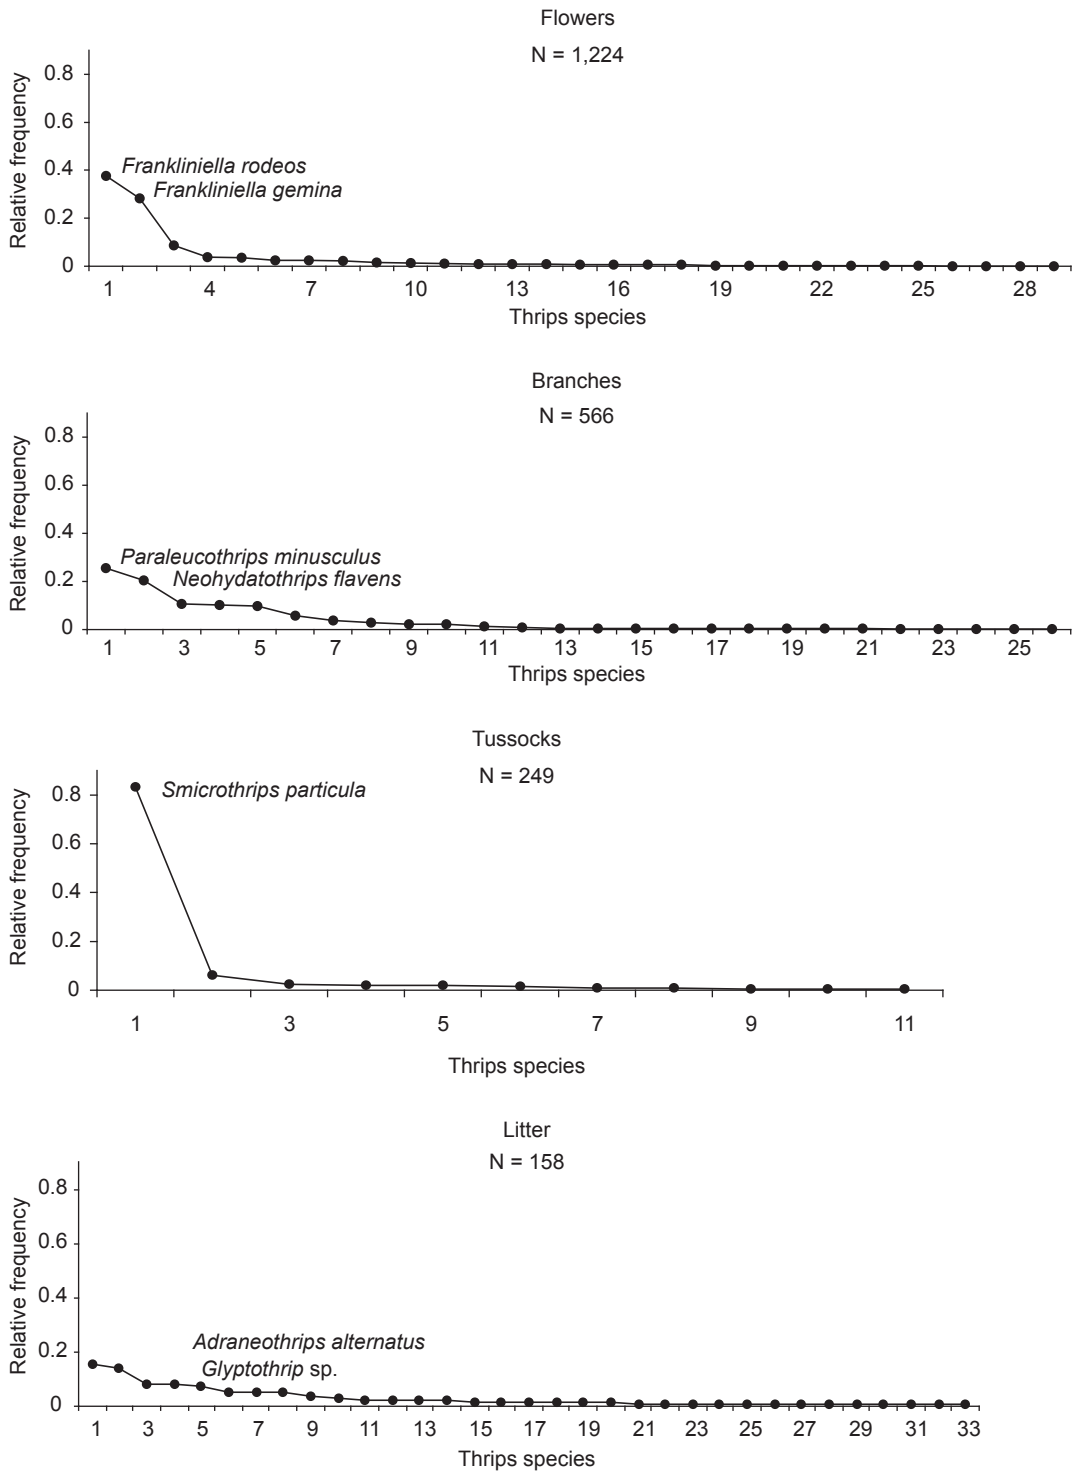 Flowers
N = 1,224
Relative frequency
0.8
0.6
0.4
0.2
0
Frankliniella rodeos
Frankliniella gemina
1 4 7 10 13 16 19 22 25 28
Thrips species
Branches
N = 566
Relative frequency
0.8
0.6
0.4
0.2
0
Paraleucothrips minusculus
Neohydatothrips flavens
1 3 5 7 9 11 13 15 17 19 21 23 25
Thrips species
Tussocks
N = 249
Relative frequency
0.8
0.6
0.4
0.2
0
Smicrothrips particula
1 3 5 7 9 11
Thrips species
Litter
N = 158
Relative frequency
0.8
0.6
0.4
0.2
0
Adraneothrips alternatus
Glyptothrip sp.
1 3 5 7 9 11 13 15 17 19 21 23 25 27 29 31 33
Thrips species